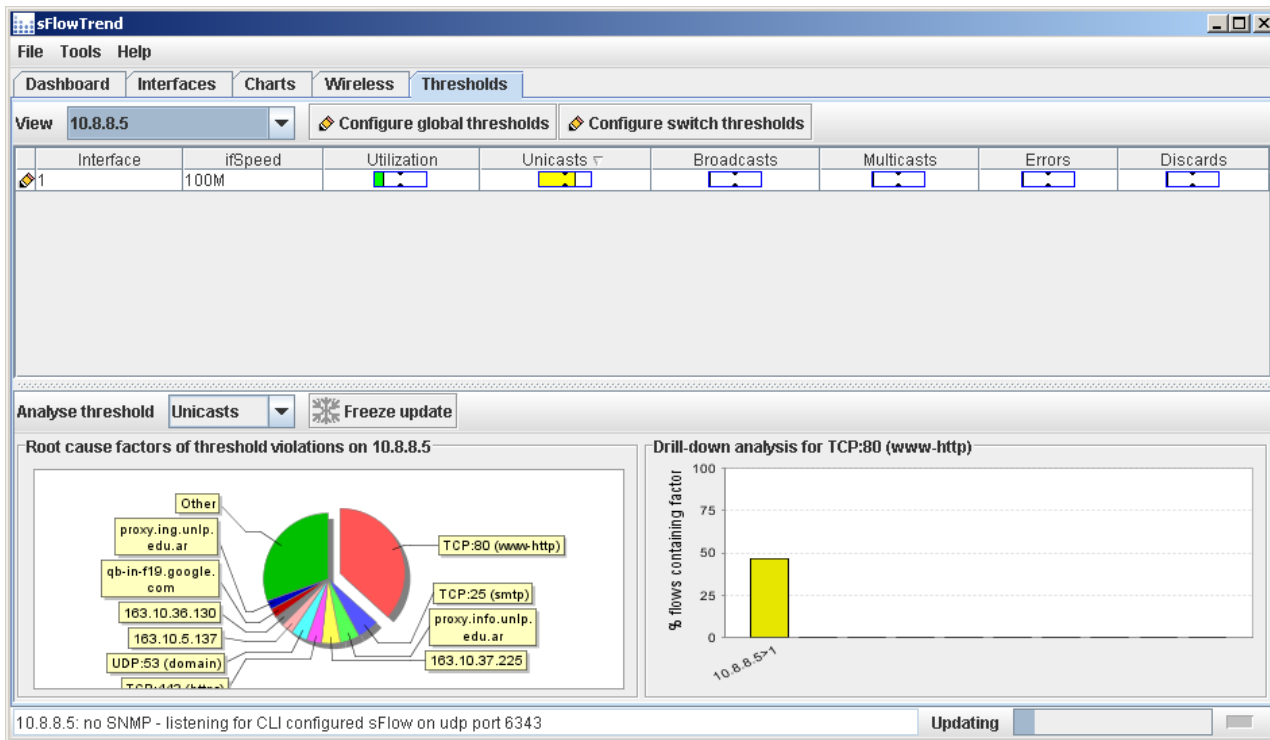 sFlowTrend
File Tools Help
Dashboard Interfaces Charts Wireless Thresholds
View 10.8.8.5 Configure global thresholds Configure switch thresholds
Interface ifSpeed Utilization Unicasts Broadcasts Multicasts Errors Discards
1 100M
Analyse threshold Unicasts Freeze update
Root cause factors of threshold violations on 10.8.8.5
Other
proxy.ing.unlp.
edu.ar
qb-in-f19.google.
com
163.10.36.130
163.10.5.137
UDP:53 (domain)
TCP:443 (https)
TCP:80 (www-http)
TCP:25 (smtp)
proxy.info.unlp.
edu.ar
163.10.37.225
Drill-down analysis for TCP:80 (www-http)
% flows containing factor
100
75
50
25
0
10.8.8.5>1
10.8.8.5: no SNMP - listening for CLI configured sFlow on udp port 6343
Updating